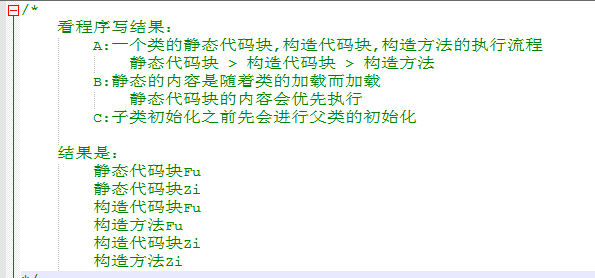 /*
看程序写结果:
A:一个类的静态代码块,构造代码块,构造方法的执行流程
静态代码块 > 构造代码块 > 构造方法
B:静态的内容是随着类的加载而加载
静态代码块的内容会优先执行
C:子类初始化之前先会进行父类的初始化
结果是:
静态代码块Fu
静态代码块Zi
构造代码块Fu
构造方法Fu
构造代码块Zi
构造方法Zi
*/